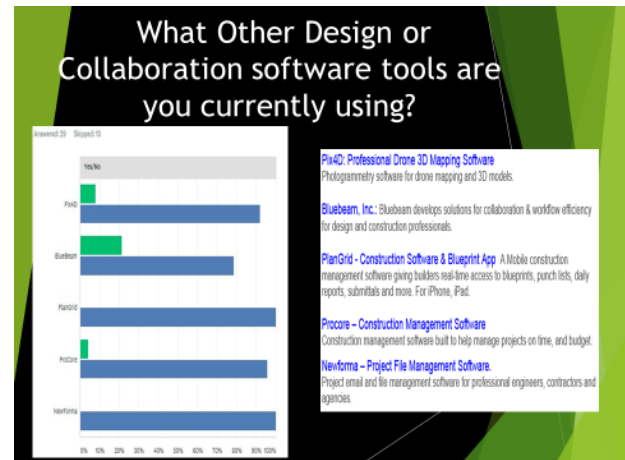 What Other Design or
Collaboration software tools are
you currently using?
Answered: 39 Skipped: 10
Yes/No
Pix4D
BlueBeam
PlanGrid
ProCore
NewForma
0% 10% 20% 30% 40% 50% 60% 70% 80% 90% 100%
Pix4D: Professional Drone 3D Mapping Software
Photogrammetry software for drone mapping and 3D models.
Bluebeam, Inc.: Bluebeam develops solutions for collaboration & workflow efficiency
for design and construction professionals.
PlanGrid - Construction Software & Blueprint App A Mobile construction
management software giving builders real-time access to blueprints, punch lists, daily
reports, submittals and more. For iPhone, iPad.
Procore – Construction Management Software
Construction management software built to help manage projects on time, and budget.
Newforma – Project File Management Software.
Project email and file management software for professional engineers, contractors and
agencies.